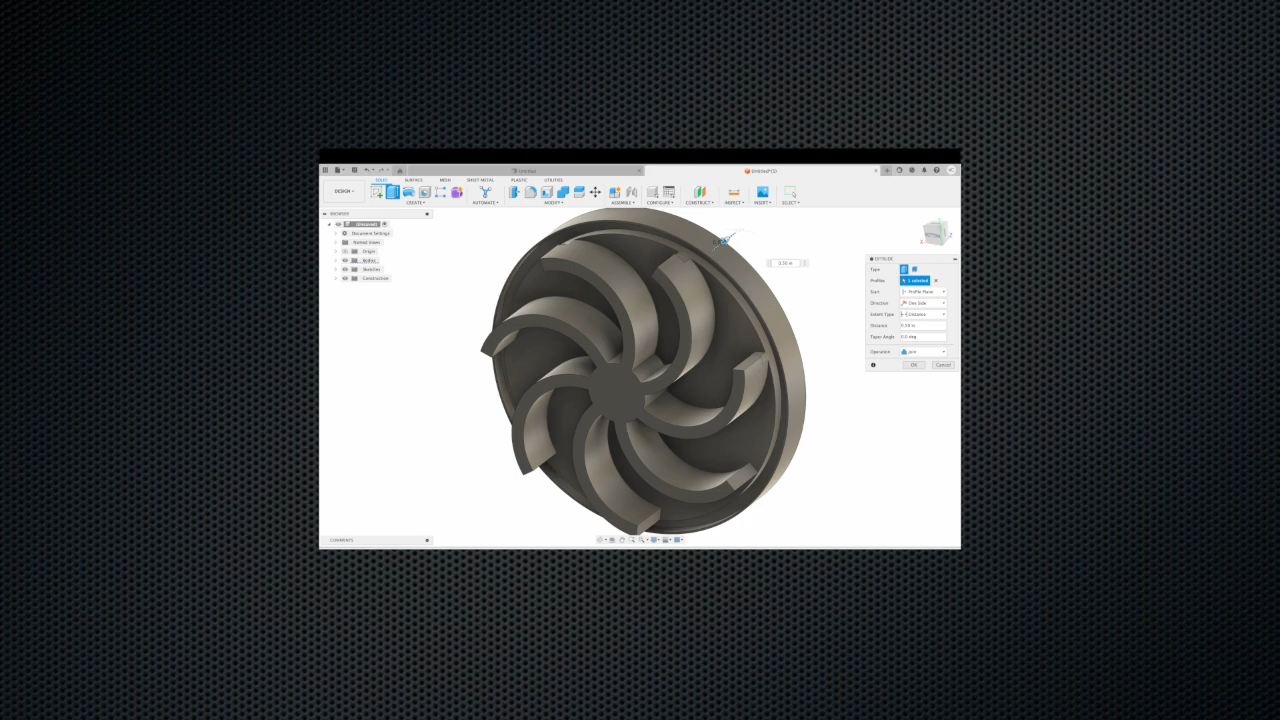 Untitled
Untitled*(1)
SOLID SURFACE MESH SHEET METAL PLASTIC UTILITIES
DESIGN
CREATE AUTOMATE MODIFY ASSEMBLE CONFIGURE CONSTRUCT INSPECT INSERT SELECT
BROWSER
Document Settings
Named Views
Origin
Bodies
Sketches
Construction
0.50 in
BOTTOM
X
Z
EXTRUDE
Type
Profiles 1 selected
Start Profile Plane
Direction One Side
Extent Type Distance
Distance 0.50 in
Taper Angle 0.0 deg
Operation Join
OK Cancel
COMMENTS